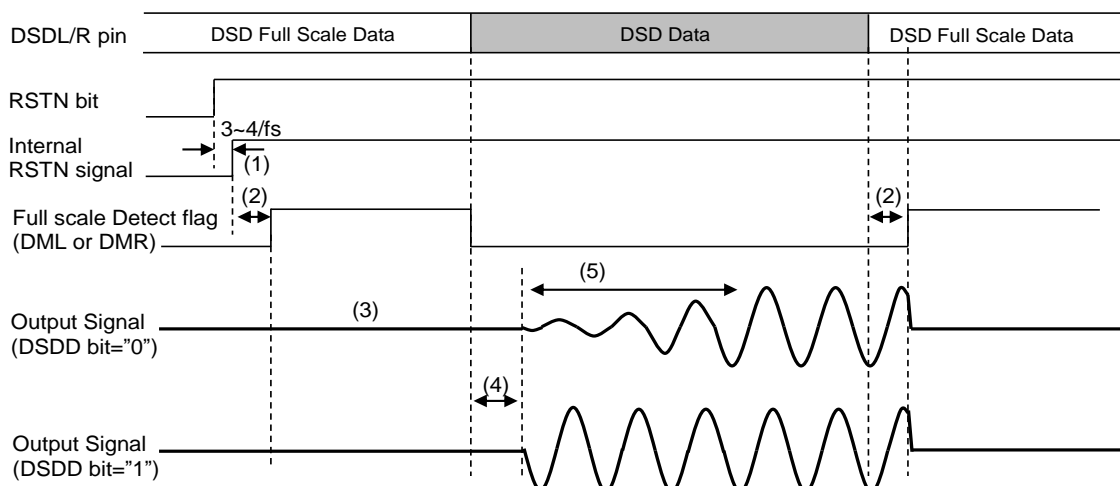 DSDL/R pin
DSD Full Scale Data
DSD Data
DSD Full Scale Data
RSTN bit
3~4/fs
Internal
RSTN signal
(1)
(2)
(2)
Full scale Detect flag
(DML or DMR)
(5)
(3)
Output Signal
(DSDD bit=”0”)
(4)
Output Signal
(DSDD bit=”1”)